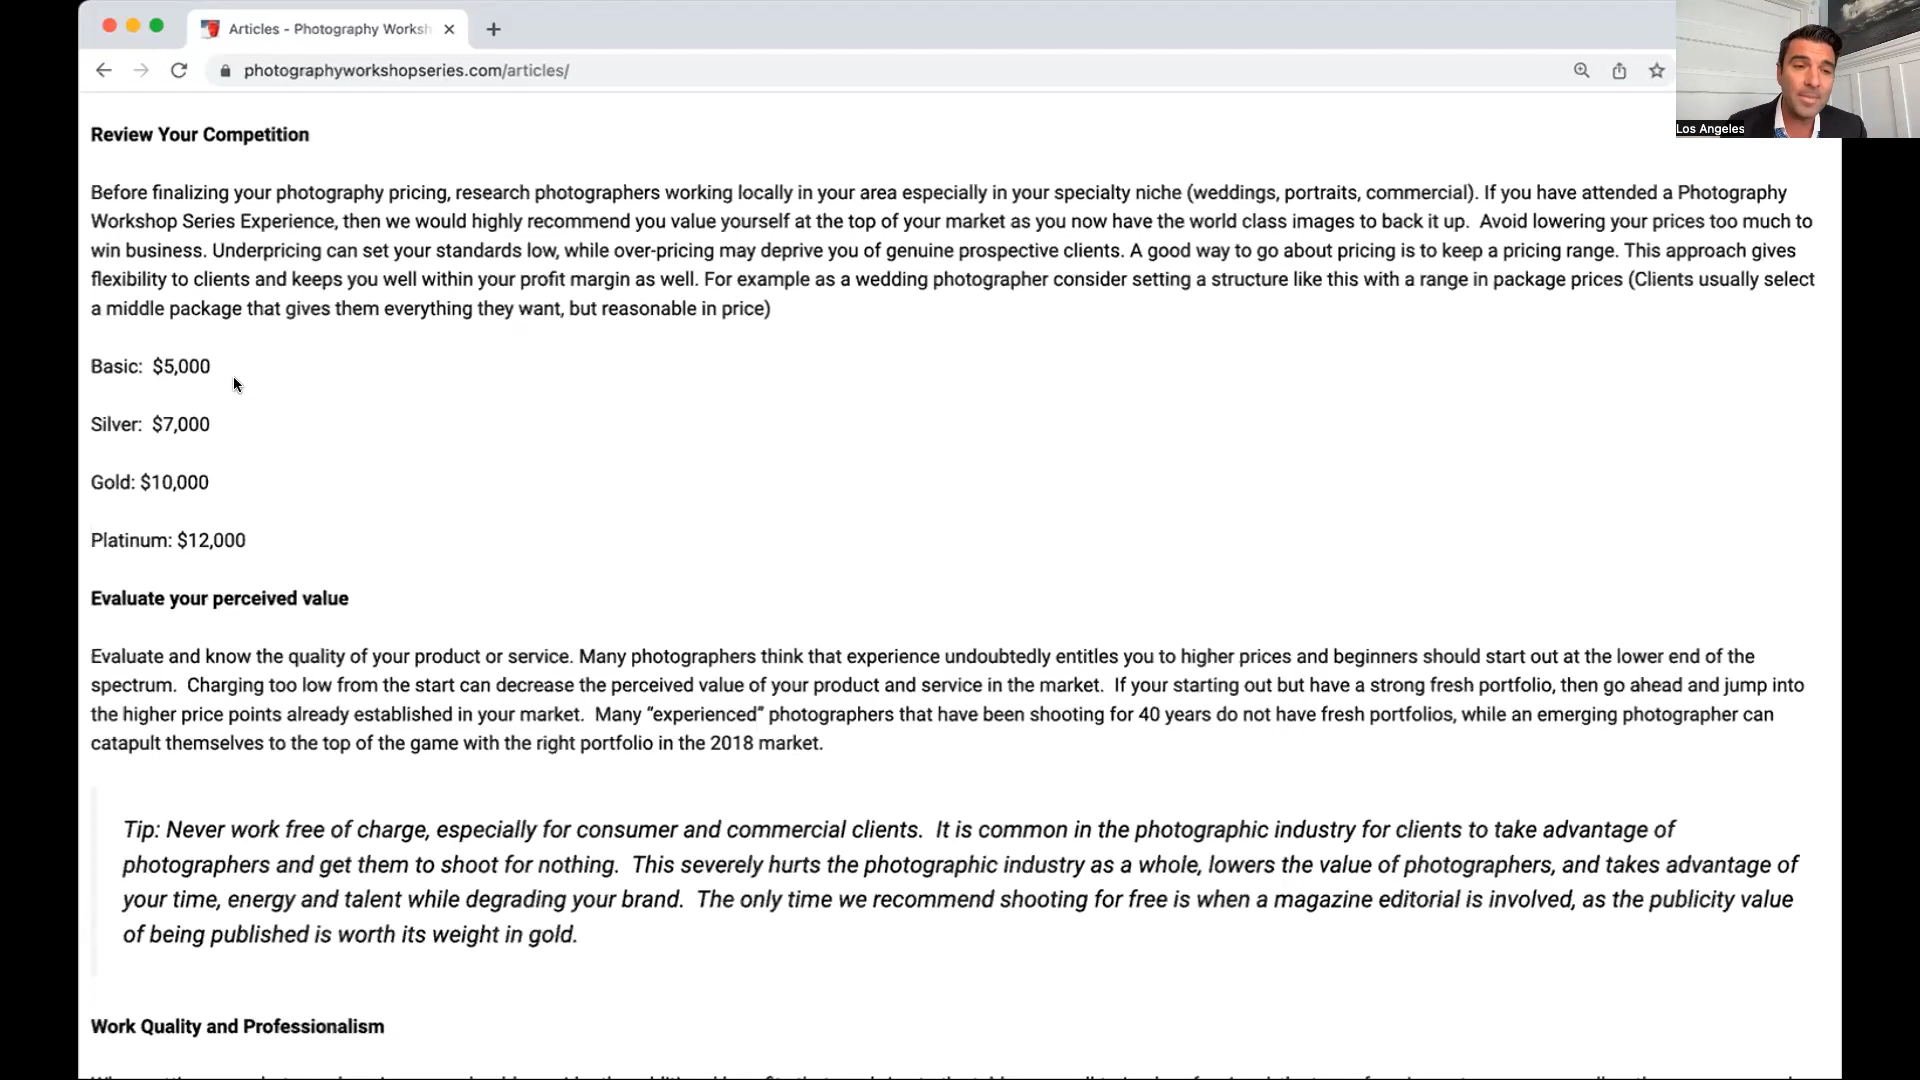 Articles - Photography Worksh
photographyworkshopseries.com/articles/
Los Angeles
Review Your Competition
Before finalizing your photography pricing, research photographers working locally in your area especially in your specialty niche (weddings, portraits, commercial). If you have attended a Photography
Workshop Series Experience, then we would highly recommend you value yourself at the top of your market as you now have the world class images to back it up.  Avoid lowering your prices too much to
win business. Underpricing can set your standards low, while over-pricing may deprive you of genuine prospective clients. A good way to go about pricing is to keep a pricing range. This approach gives
flexibility to clients and keeps you well within your profit margin as well. For example as a wedding photographer consider setting a structure like this with a range in package prices (Clients usually select
a middle package that gives them everything they want, but reasonable in price)
Basic:  $5,000
Silver:  $7,000
Gold: $10,000
Platinum: $12,000
Evaluate your perceived value
Evaluate and know the quality of your product or service. Many photographers think that experience undoubtedly entitles you to higher prices and beginners should start out at the lower end of the
spectrum.  Charging too low from the start can decrease the perceived value of your product and service in the market.  If your starting out but have a strong fresh portfolio, then go ahead and jump into
the higher price points already established in your market.  Many “experienced” photographers that have been shooting for 40 years do not have fresh portfolios, while an emerging photographer can
catapult themselves to the top of the game with the right portfolio in the 2018 market.
Tip: Never work free of charge, especially for consumer and commercial clients.  It is common in the photographic industry for clients to take advantage of
photographers and get them to shoot for nothing.  This severely hurts the photographic industry as a whole, lowers the value of photographers, and takes advantage of
your time, energy and talent while degrading your brand.  The only time we recommend shooting for free is when a magazine editorial is involved, as the publicity value
of being published is worth its weight in gold.
Work Quality and Professionalism